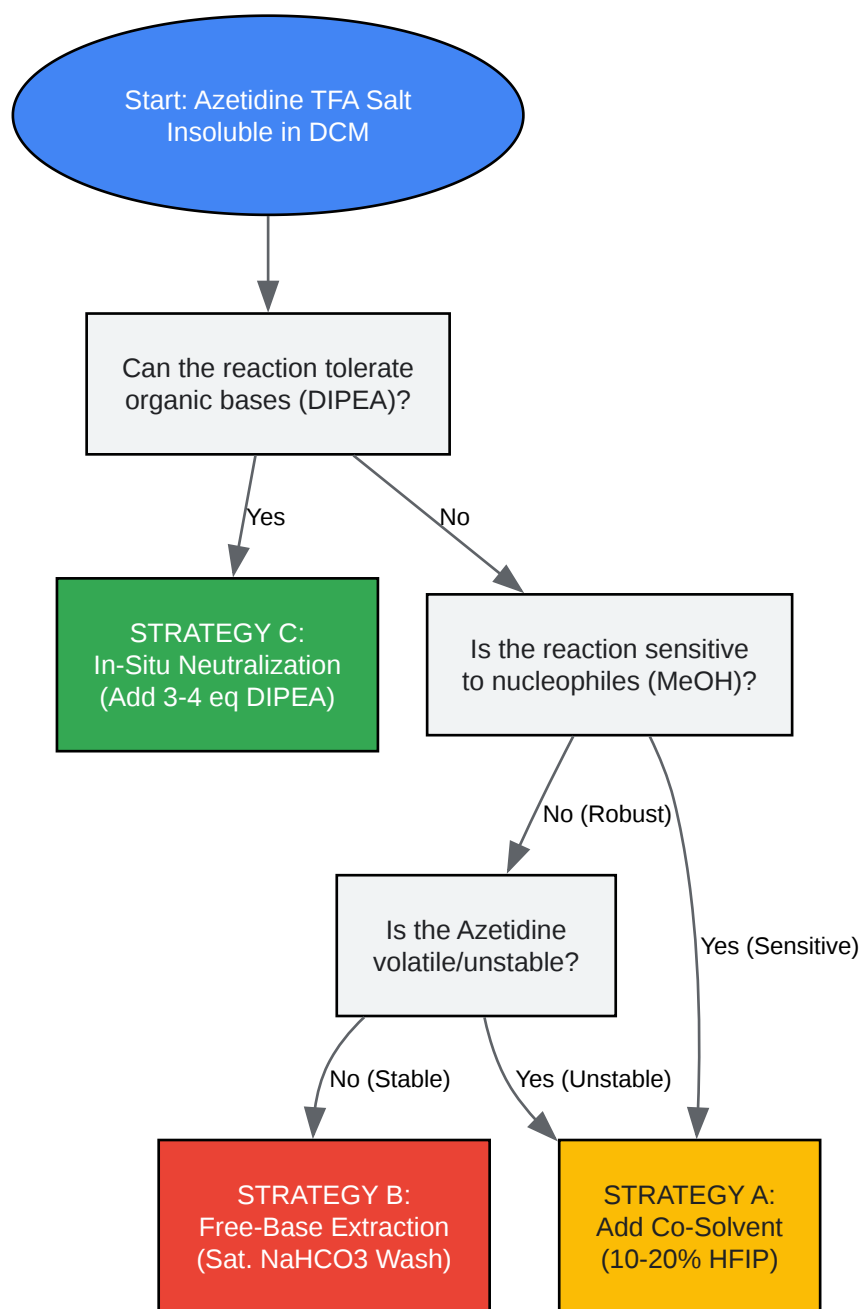 Start: Azetidine TFA Salt
Insoluble in DCM
Can the reaction tolerate
organic bases (DIPEA)?
Yes
No
STRATEGY C:
In-Situ Neutralization
(Add 3-4 eq DIPEA)
Is the reaction sensitive
to nucleophiles (MeOH)?
No (Robust)
Yes (Sensitive)
Is the Azetidine
volatile/unstable?
No (Stable)
Yes (Unstable)
STRATEGY B:
Free-Base Extraction
(Sat. NaHCO3 Wash)
STRATEGY A:
Add Co-Solvent
(10-20% HFIP)